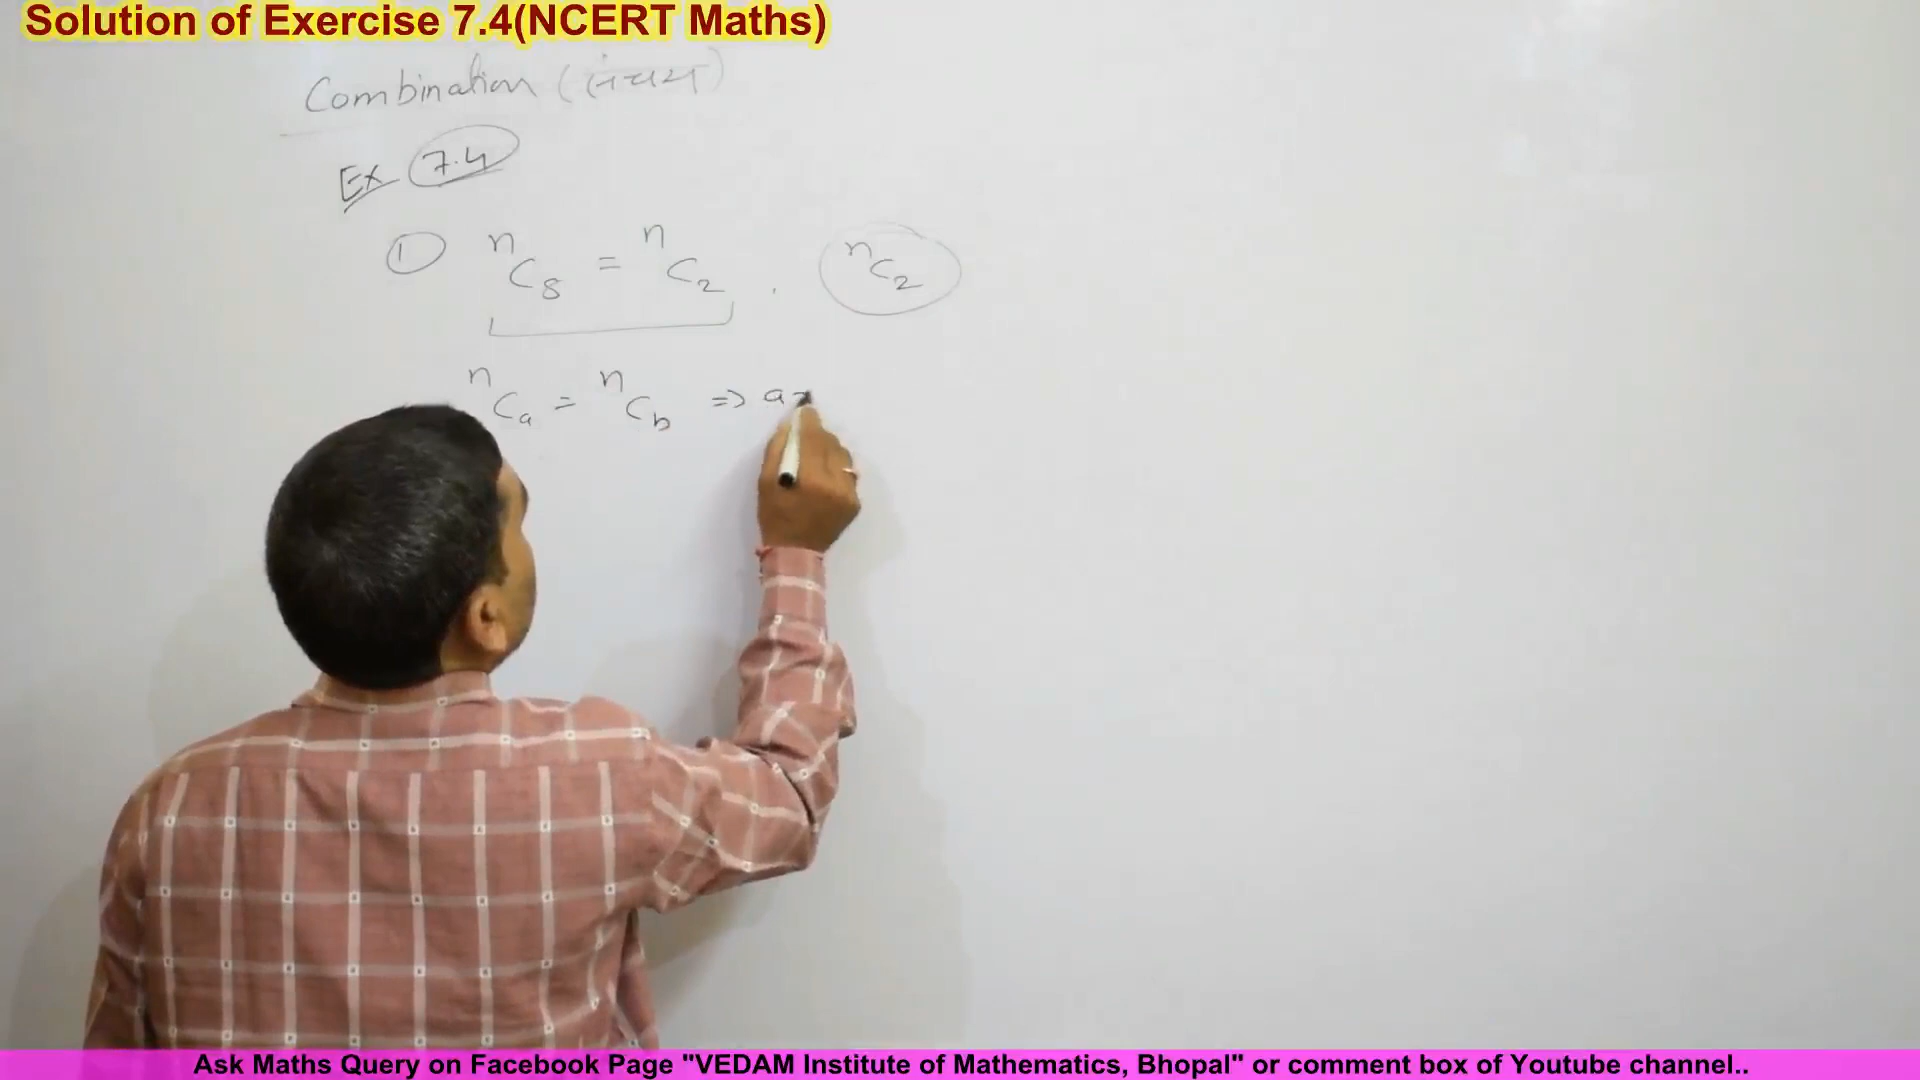 Solution of Exercise 7.4(NCERT Maths)
Combination (संचय)
Ex 7.4
① ⁿC₈ = ⁿC₂ . ⁿC₂
ⁿCₐ = ⁿC_b ⇒ a=
Ask Maths Query on Facebook Page "VEDAM Institute of Mathematics, Bhopal" or comment box of Youtube channel..